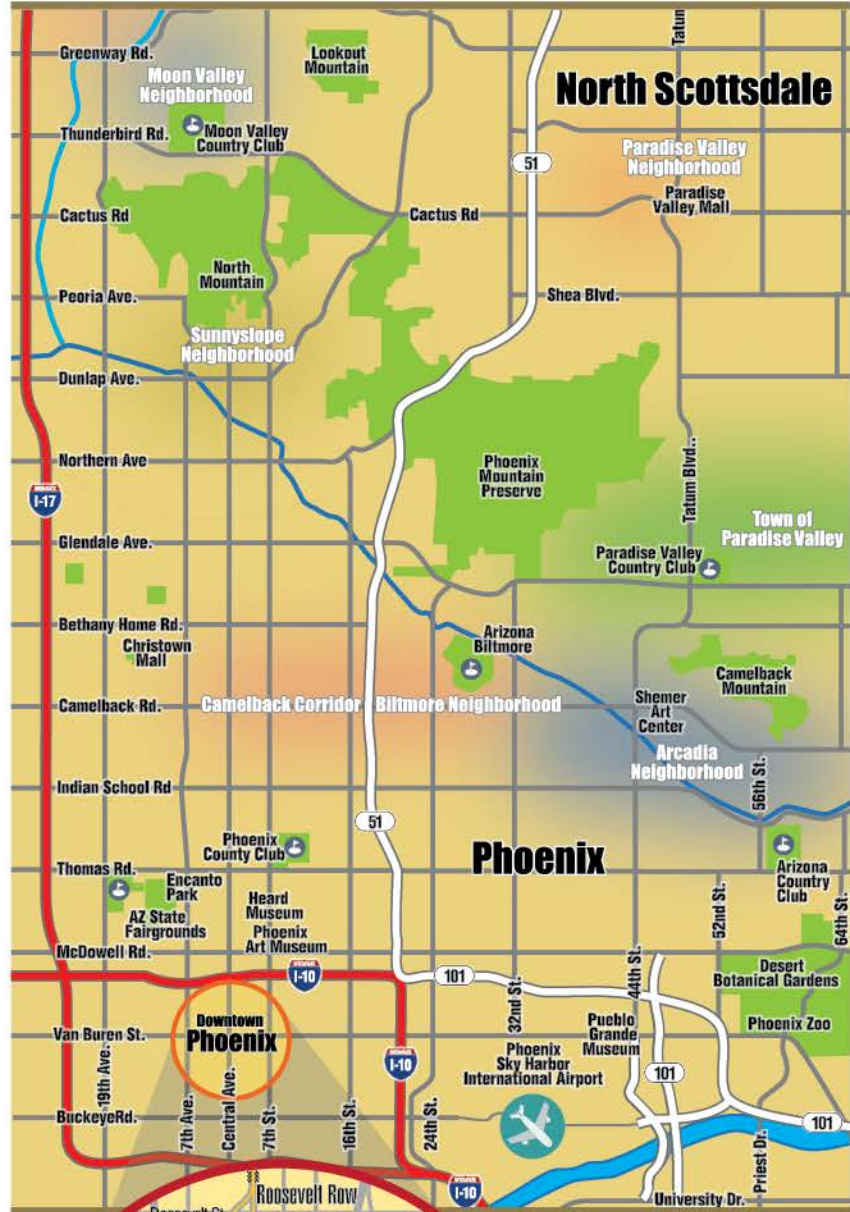 Greenway Rd.
Lookout
Mountain
Tatum
Moon Valley
Neighborhood
North Scottsdale
Thunderbird Rd.
Moon Valley
Country Club
51
Paradise Valley
Neighborhood
Paradise
Valley Mall
Cactus Rd
Cactus Rd
North
Mountain
Peoria Ave.
Shea Blvd.
Sunnyslope
Neighborhood
Dunlap Ave.
Northern Ave
Phoenix
Mountain
Preserve
Tatum Blvd..
I-17
Town of
Paradise Valley
Glendale Ave.
Paradise Valley
Country Club
Bethany Home Rd.
Christown
Mall
Arizona
Biltmore
Camelback
Mountain
Camelback Rd.
Camelback Corridor
Biltmore Neighborhood
Shemer
Art
Center
Arcadia
Neighborhood
56th St.
Indian School Rd
51
Phoenix
County Club
Phoenix
Thomas Rd.
Encanto
Park
Arizona
Country
Club
AZ State
Fairgrounds
Heard
Museum
Phoenix
Art Museum
52nd St.
64th St.
McDowell Rd.
I-10
101
32nd St.
44th St.
Desert
Botanical Gardens
Downtown
Phoenix
Van Buren St.
Pueblo
Grande
Museum
Phoenix Zoo
Phoenix
Sky Harbor
International Airport
I-10
101
19th Ave.
BuckeyeRd.
7th Ave.
Central Ave.
7th St.
16th St.
24th St.
101
Priest Dr.
Roosevelt Row
I-10
University Dr.
Roosevelt St